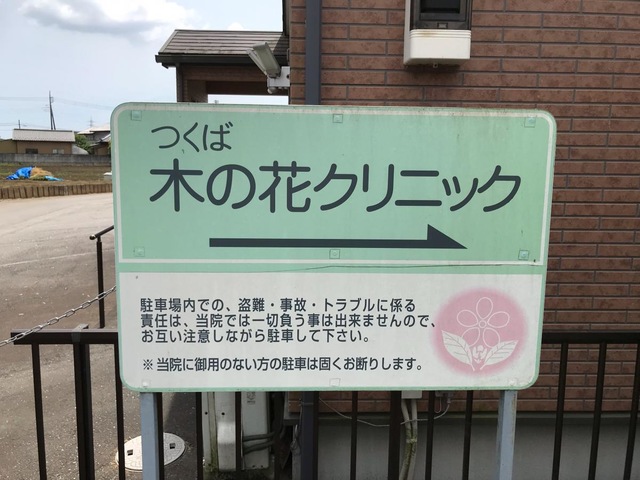 つくば
木の花クリニック
駐車場内での、盗難・事故・トラブルに係る
責任は、当院では一切負う事は出来ませんので、
お互い注意しながら駐車して下さい。
※当院に御用のない方の駐車は固くお断りします。